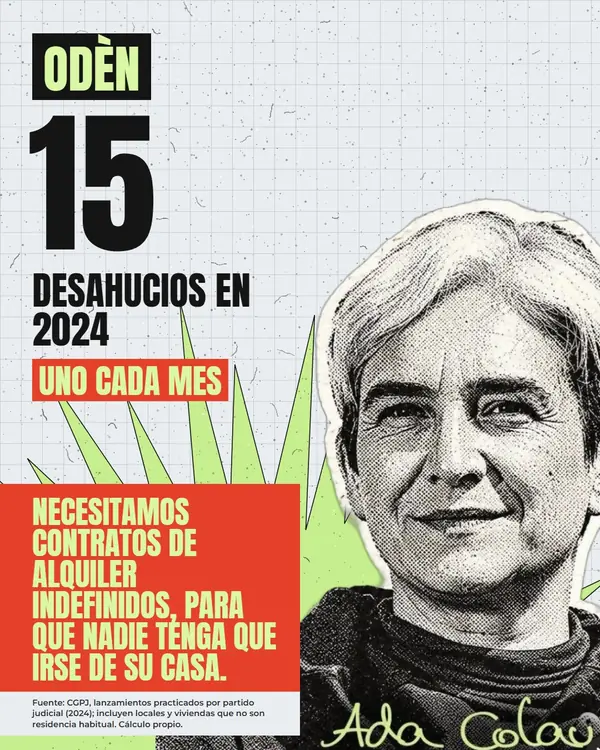 ODÈN
15
DESAHUCIOS EN
2024
UNO CADA MES
NECESITAMOS
CONTRATOS DE
ALQUILER
INDEFINIDOS, PARA
QUE NADIE TENGA QUE
IRSE DE SU CASA.
Fuente: CGPJ, lanzamientos practicados por partido
judicial (2024); incluyen locales y viviendas que no son
residencia habitual. Cálculo propio.
Ada Colau